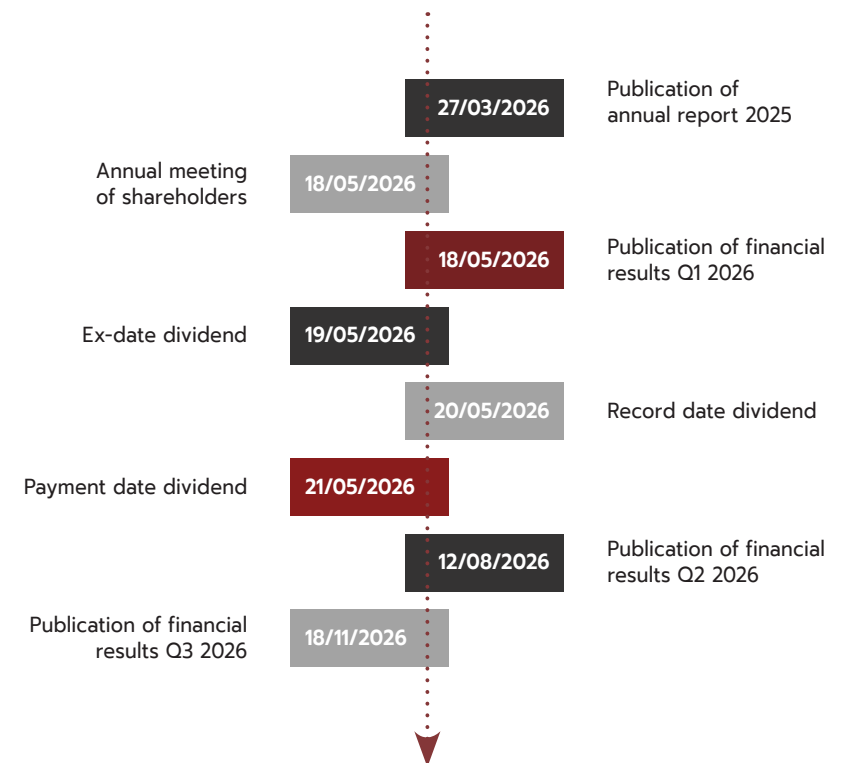 27/03/2026
Publication of
annual report 2025
Annual meeting
of shareholders
18/05/2026
18/05/2026
Publication of financial
results Q1 2026
Ex-date dividend
19/05/2026
20/05/2026
Record date dividend
Payment date dividend
21/05/2026
12/08/2026
Publication of financial
results Q2 2026
Publication of financial
results Q3 2026
18/11/2026